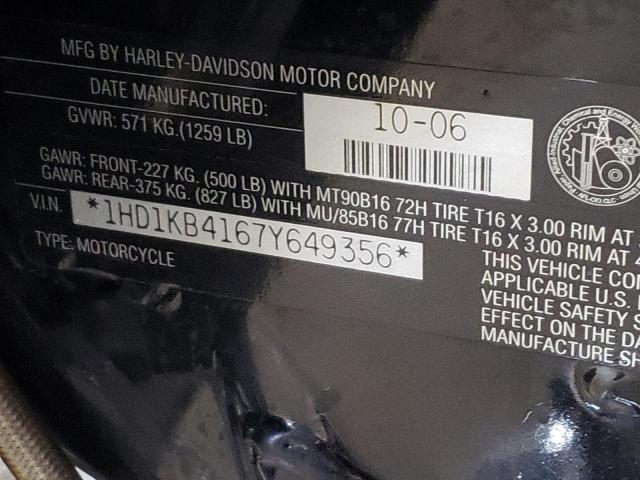 MFG BY HARLEY-DAVIDSON MOTOR COMPANY
DATE MANUFACTURED: 10-06
GVWR: 571 KG.(1259 LB)
GAWR: FRONT-227 KG. (500 LB) WITH MT90B16 72H TIRE T16 X 3.00 RIM AT
GAWR: REAR-375 KG. (827 LB) WITH MU/85B16 77H TIRE T16 X 3.00 RIM AT 4
V.I.N. *1HD1KB4167Y649356*
TYPE: MOTORCYCLE
THIS VEHICLE CON
APPLICABLE U.S.
VEHICLE SAFETY S
EFFECT ON THE DA
MANUFACTURE SH